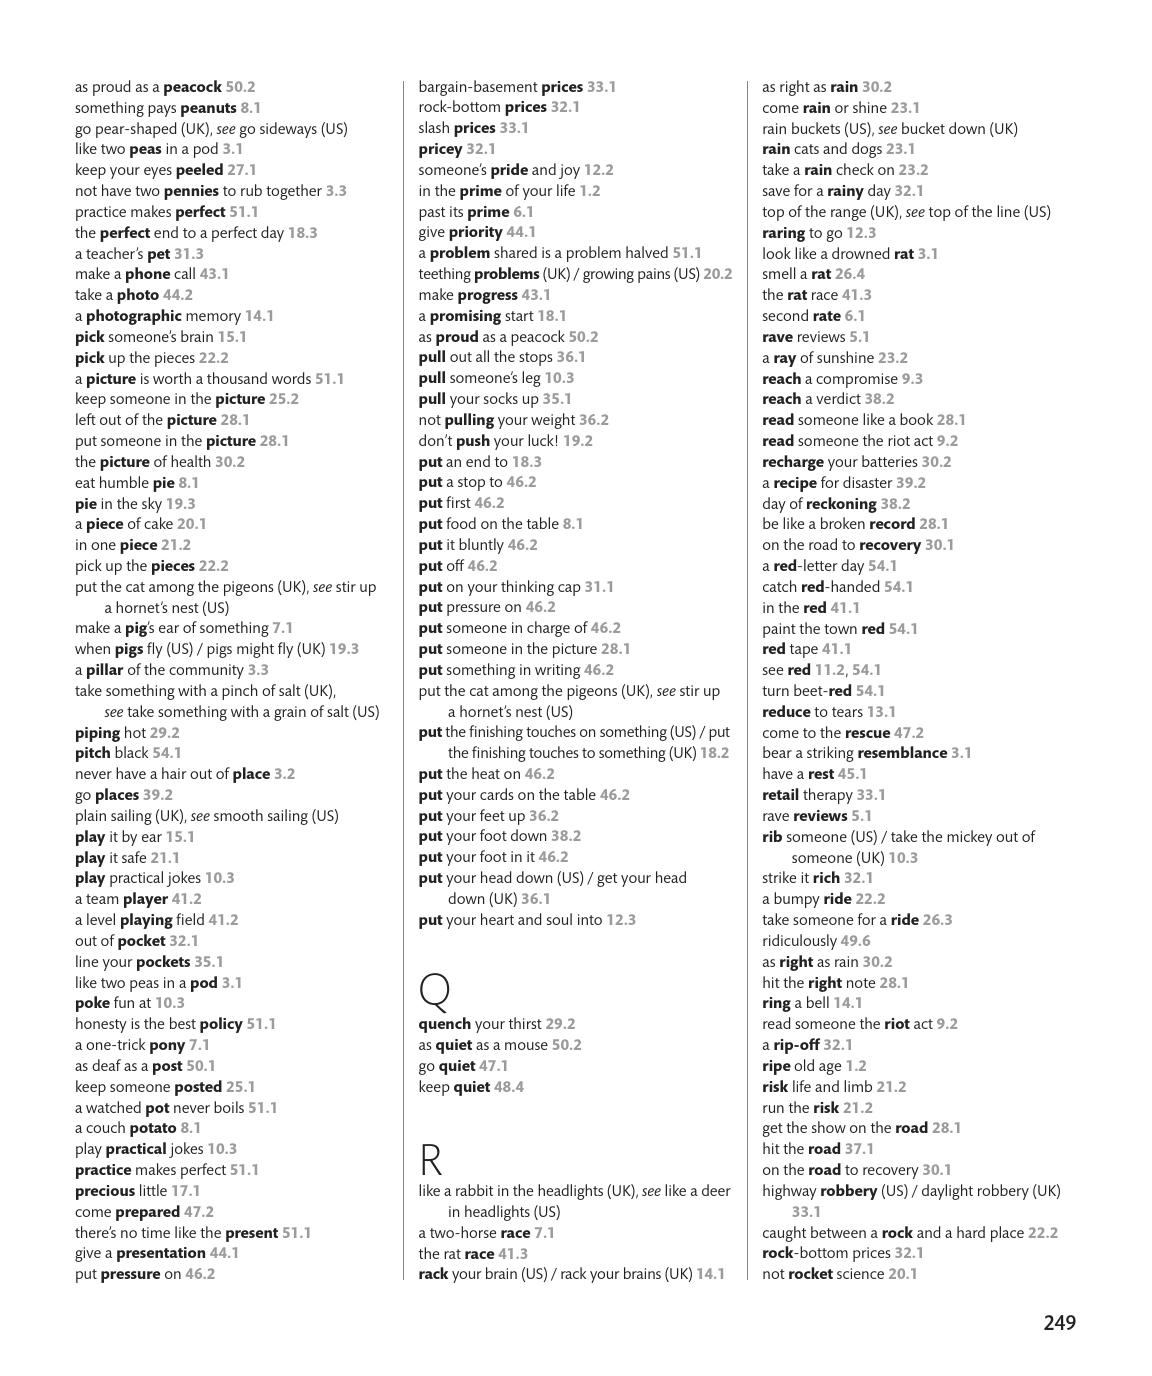 as proud as a peacock 50.2
something pays peanuts 8.1
go pear-shaped (UK), see go sideways (US)
like two peas in a pod 3.1
keep your eyes peeled 27.1
not have two pennies to rub together 3.3
practice makes perfect 51.1
the perfect end to a perfect day 18.3
a teacher's pet 31.3
make a phone call 43.1
take a photo 44.2
a photographic memory 14.1
pick someone's brain 15.1
pick up the pieces 22.2
a picture is worth a thousand words 51.1
keep someone in the picture 25.2
left out of the picture 28.1
put someone in the picture 28.1
the picture of health 30.2
eat humble pie 8.1
pie in the sky 19.3
a piece of cake 20.1
in one piece 21.2
pick up the pieces 22.2
put the cat among the pigeons (UK), see stir up
a hornet's nest (US)
make a pig's ear of something 7.1
when pigs fly (US) / pigs might fly (UK) 19.3
a pillar of the community 3.3
take something with a pinch of salt (UK),
see take something with a grain of salt (US)
piping hot 29.2
pitch black 54.1
never have a hair out of place 3.2
go places 39.2
plain sailing (UK), see smooth sailing (US)
play it by ear 15.1
play it safe 21.1
play practical jokes 10.3
a team player 41.2
a level playing field 41.2
out of pocket 32.1
line your pockets 35.1
like two peas in a pod 3.1
poke fun at 10.3
honesty is the best policy 51.1
a one-trick pony 7.1
as deaf as a post 50.1
keep someone posted 25.1
a watched pot never boils 51.1
a couch potato 8.1
play practical jokes 10.3
practice makes perfect 51.1
precious little 17.1
come prepared 47.2
there's no time like the present 51.1
give a presentation 44.1
put pressure on 46.2
bargain-basement prices 33.1
rock-bottom prices 32.1
slash prices 33.1
pricey 32.1
someone's pride and joy 12.2
in the prime of your life 1.2
past its prime 6.1
give priority 44.1
a problem shared is a problem halved 51.1
teething problems (UK) / growing pains (US) 20.2
make progress 43.1
a promising start 18.1
as proud as a peacock 50.2
pull out all the stops 36.1
pull someone's leg 10.3
pull your socks up 35.1
not pulling your weight 36.2
don't push your luck! 19.2
put an end to 18.3
put a stop to 46.2
put first 46.2
put food on the table 8.1
put it bluntly 46.2
put off 46.2
put on your thinking cap 31.1
put pressure on 46.2
put someone in charge of 46.2
put someone in the picture 28.1
put something in writing 46.2
put the cat among the pigeons (UK), see stir up
a hornet's nest (US)
put the finishing touches on something (US) / put
the finishing touches to something (UK) 18.2
put the heat on 46.2
put your cards on the table 46.2
put your feet up 36.2
put your foot down 38.2
put your foot in it 46.2
put your head down (US) / get your head
down (UK) 36.1
put your heart and soul into 12.3
Q
quench your thirst 29.2
as quiet as a mouse 50.2
go quiet 47.1
keep quiet 48.4
R
like a rabbit in the headlights (UK), see like a deer
in headlights (US)
a two-horse race 7.1
the rat race 41.3
rack your brain (US) / rack your brains (UK) 14.1
as right as rain 30.2
come rain or shine 23.1
rain buckets (US), see bucket down (UK)
rain cats and dogs 23.1
take a rain check on 23.2
save for a rainy day 32.1
top of the range (UK), see top of the line (US)
raring to go 12.3
look like a drowned rat 3.1
smell a rat 26.4
the rat race 41.3
second rate 6.1
rave reviews 5.1
a ray of sunshine 23.2
reach a compromise 9.3
reach a verdict 38.2
read someone like a book 28.1
read someone the riot act 9.2
recharge your batteries 30.2
a recipe for disaster 39.2
day of reckoning 38.2
be like a broken record 28.1
on the road to recovery 30.1
a red-letter day 54.1
catch red-handed 54.1
in the red 41.1
paint the town red 54.1
red tape 41.1
see red 11.2, 54.1
turn beet-red 54.1
reduce to tears 13.1
come to the rescue 47.2
bear a striking resemblance 3.1
have a rest 45.1
retail therapy 33.1
rave reviews 5.1
rib someone (US) / take the mickey out of
someone (UK) 10.3
strike it rich 32.1
a bumpy ride 22.2
take someone for a ride 26.3
ridiculously 49.6
as right as rain 30.2
hit the right note 28.1
ring a bell 14.1
read someone the riot act 9.2
a rip-off 32.1
ripe old age 1.2
risk life and limb 21.2
run the risk 21.2
get the show on the road 28.1
hit the road 37.1
on the road to recovery 30.1
highway robbery (US) / daylight robbery (UK)
33.1
caught between a rock and a hard place 22.2
rock-bottom prices 32.1
not rocket science 20.1
249